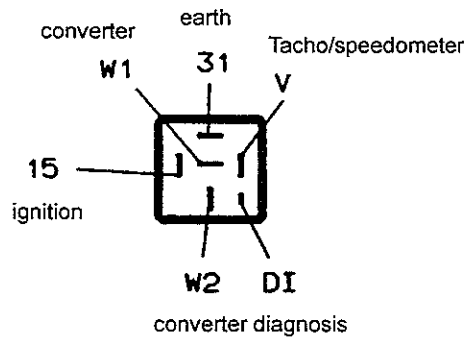 earth
converter
Tacho/speedometer
31
W1
V
15
ignition
W2 DI
converter diagnosis